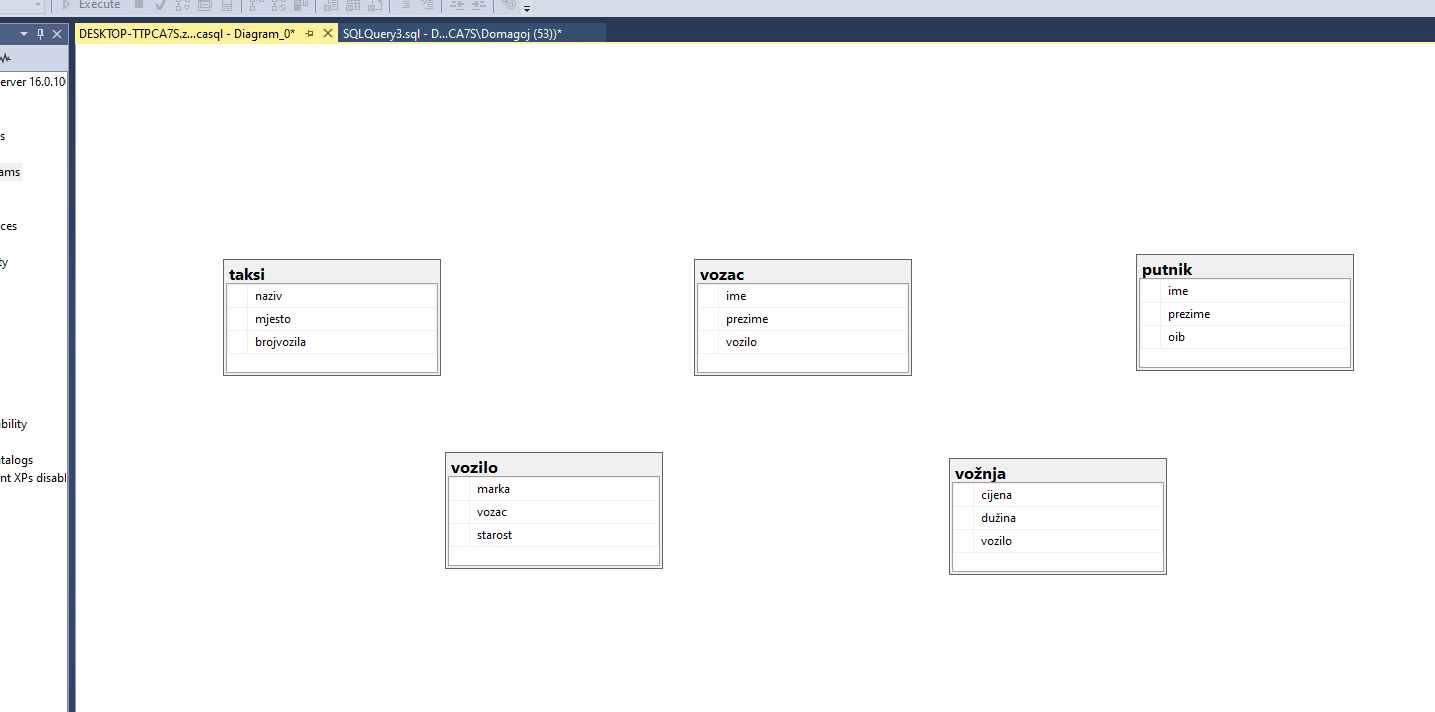 Execute
DESKTOP-TTPCA7S.z...casql - Diagram_0*
SQLQuery3.sql - D...CA7S\Domagoj (53))*
erver 16.0.10
s
ams
ces
ty
bility
talogs
nt XPs disabl
taksi
naziv
mjesto
brojvozila
vozac
ime
prezime
vozilo
putnik
ime
prezime
oib
vozilo
marka
vozac
starost
vožnja
cijena
dužina
vozilo